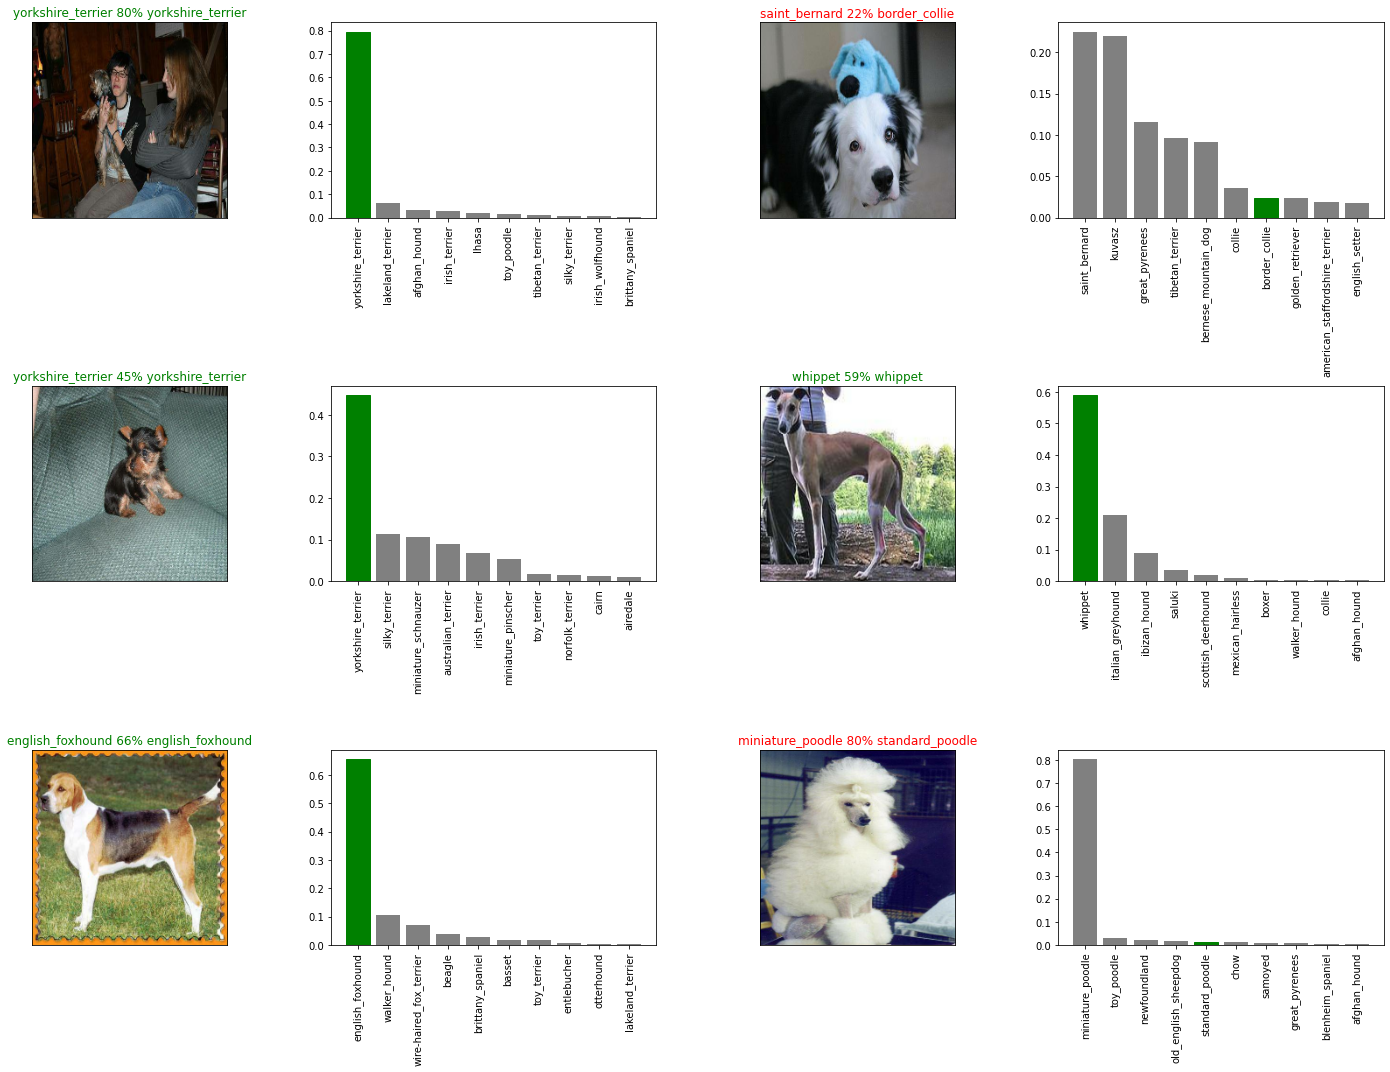 yorkshire_terrier 80% yorkshire_terrier
0.8
0.7
0.6
0.5
0.4
0.3
0.2
0.1
0.0
yorkshire_terrier
lakeland_terrier
afghan_hound
irish_terrier
lhasa
toy_poodle
tibetan_terrier
silky_terrier
irish_wolfhound
brittany_spaniel
saint_bernard 22% border_collie
0.20
0.15
0.10
0.05
0.00
saint_bernard
kuvasz
great_pyrenees
tibetan_terrier
bernese_mountain_dog
collie
border_collie
golden_retriever
american_staffordshire_terrier
english_setter
yorkshire_terrier 45% yorkshire_terrier
0.4
0.3
0.2
0.1
0.0
yorkshire_terrier
silky_terrier
miniature_schnauzer
australian_terrier
irish_terrier
miniature_pinscher
toy_terrier
norfolk_terrier
cairn
airedale
whippet 59% whippet
0.6
0.5
0.4
0.3
0.2
0.1
0.0
whippet
italian_greyhound
ibizan_hound
saluki
scottish_deerhound
mexican_hairless
boxer
walker_hound
collie
afghan_hound
english_foxhound 66% english_foxhound
0.6
0.5
0.4
0.3
0.2
0.1
0.0
english_foxhound
walker_hound
wire-haired_fox_terrier
beagle
brittany_spaniel
basset
toy_terrier
entlebucher
otterhound
lakeland_terrier
miniature_poodle 80% standard_poodle
0.8
0.7
0.6
0.5
0.4
0.3
0.2
0.1
0.0
miniature_poodle
toy_poodle
newfoundland
old_english_sheepdog
standard_poodle
chow
samoyed
great_pyrenees
blenheim_spaniel
afghan_hound